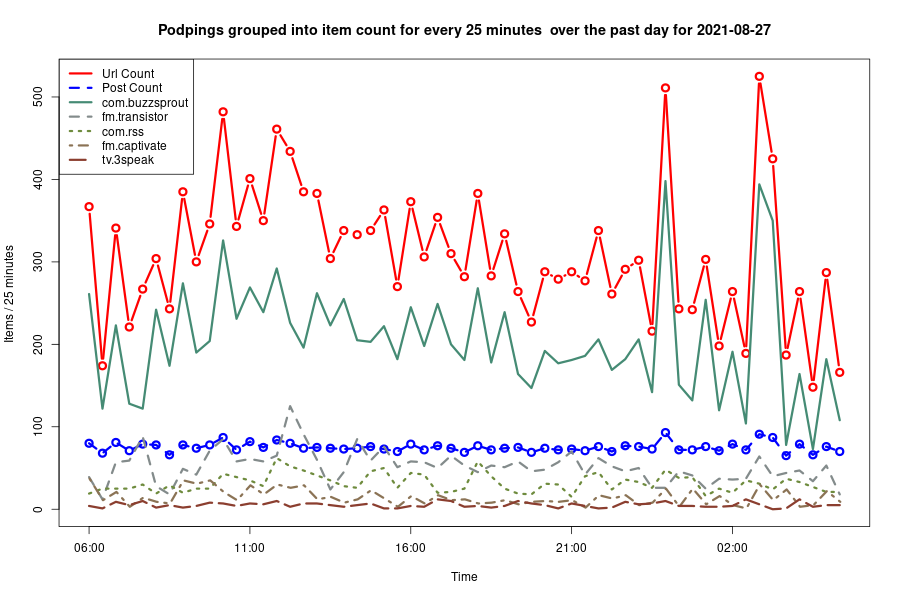 Podpings grouped into item count for every 25 minutes  over the past day for 2021-08-27
Url Count
Post Count
com.buzzsprout
fm.transistor
com.rss
fm.captivate
tv.3speak
Items / 25 minutes
500
400
300
200
100
0
06:00 11:00 16:00 21:00 02:00
Time